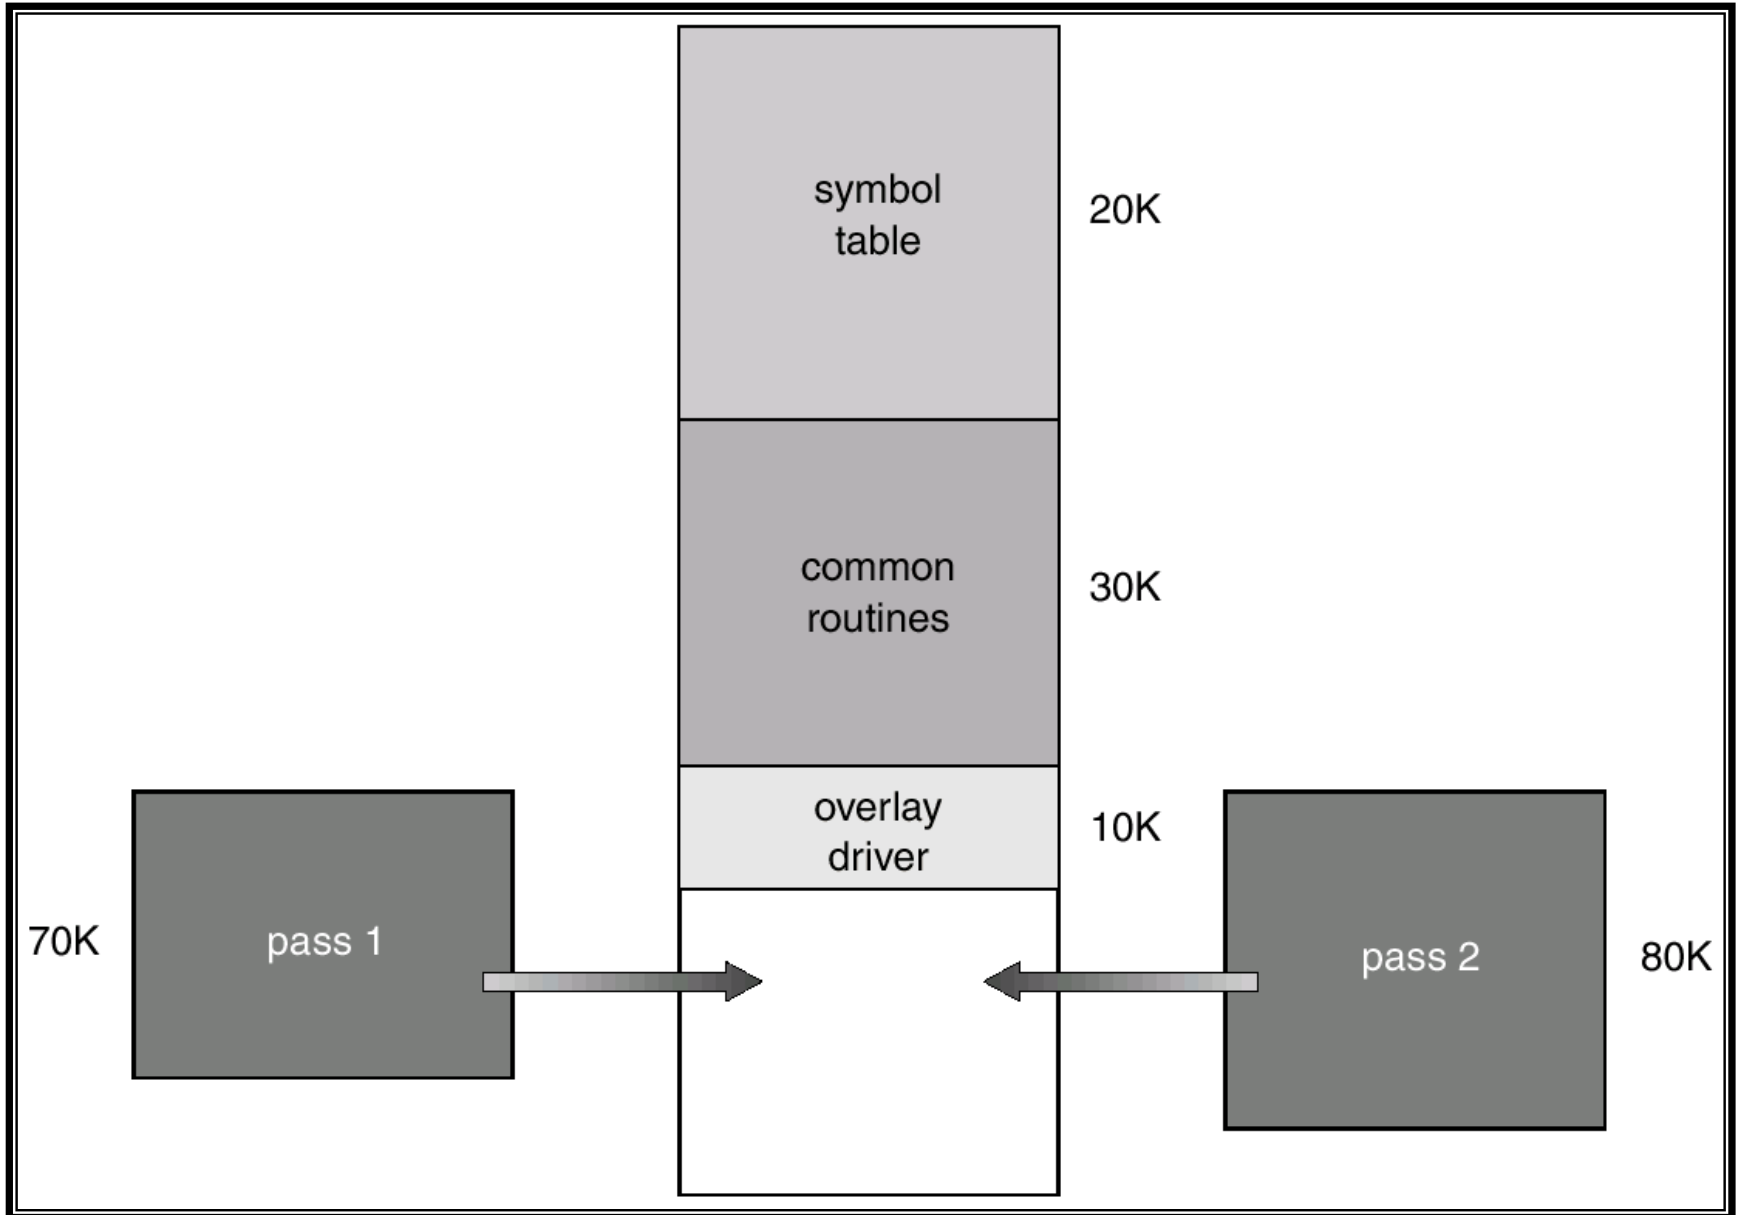 symbol
table
20K
common
routines
30K
overlay
driver
10K
70K
pass 1
pass 2
80K